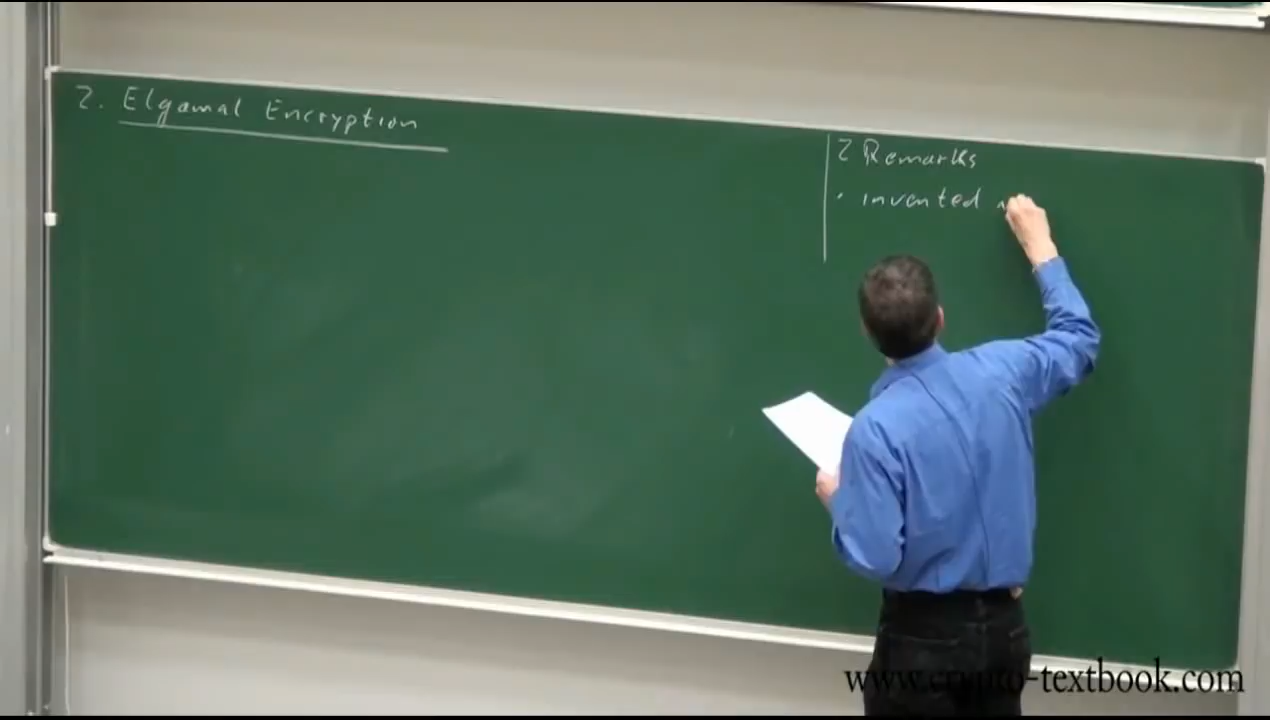 2. Elgamal Encryption
2 Remarks
· invented
www.crypto-textbook.com